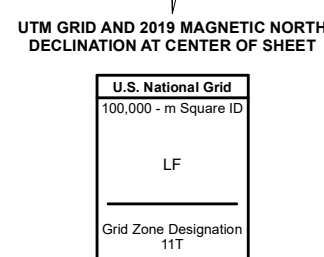 UTM GRID AND 2019 MAGNETIC NORTH
DECLINATION AT CENTER OF SHEET
U.S. National Grid
100,000 - m Square ID
LF
Grid Zone Designation
11T